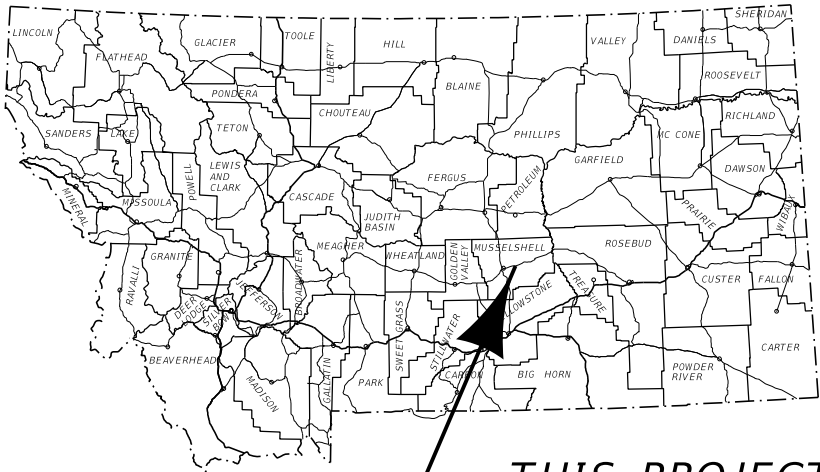 SHERIDAN
LINCOLN
TOOLE
GLACIER
HILL
VALLEY
DANIELS
FLATHEAD
LIBERTY
ROOSEVELT
BLAINE
PONDERA
CHOUTEAU
RICHLAND
TETON
SANDERS
LAKE
PHILLIPS
MC CONE
GARFIELD
LEWIS
AND
CLARK
POWELL
FERGUS
DAWSON
PETROLEUM
CASCADE
MINERAL
MISSOULA
JUDITH
BASIN
PRAIRIE
WIBAUX
MEAGHER
WHEATLAND
GOLDEN
VALLEY
MUSSELSHELL
ROSEBUD
GRANITE
BROADWATER
RAVALLI
CUSTER
FALLON
TREASURE
DEER
LODGE
SILVER
BOW
JEFFERSON
LLOWSTONE
SWEET GRASS
STILLWATER
CARTER
BEAVERHEAD
MADISON
GALLATIN
PARK
CARBON
BIG HORN
POWDER
RIVER
THIS PROJECT